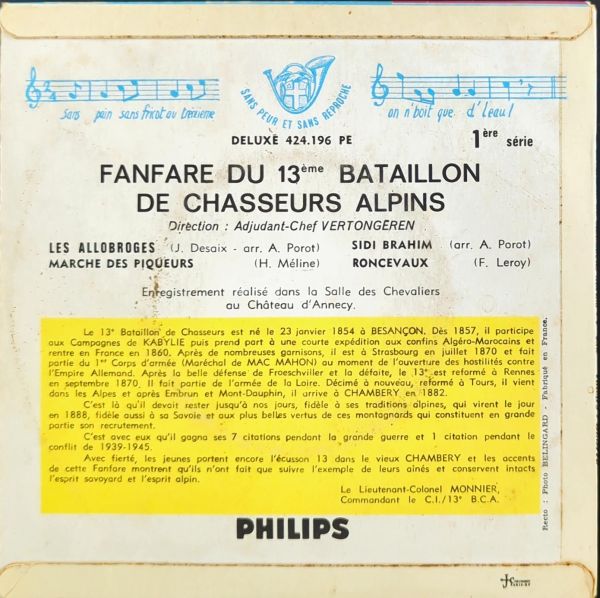 Sans pain sans fricot au treizième
SANS PEUR ET SANS REPROCHE
on n'boit que d'l'eau!
DELUXE 424.196 PE
1ère série
FANFARE DU 13ème BATAILLON
DE CHASSEURS ALPINS
Direction : Adjudant-Chef VERTONGEREN
LES ALLOBROGES (J. Desaix - arr. A. Porot) SIDI BRAHIM (arr. A. Porot)
MARCHE DES PIQUEURS (H. Méline) RONCEVAUX (F. Leroy)
Enregistrement réalisé dans la Salle des Chevaliers
au Château d'Annecy.
Le 13e Bataillon de Chasseurs est né le 23 janvier 1854 à BESANÇON. Dès 1857, il participe
aux Campagnes de KABYLIE puis prend part à une courte expédition aux confins Algéro-Marocains et
rentre en France en 1860. Après de nombreuses garnisons, il est à Strasbourg en juillet 1870 et fait
partie du 1er Corps d'armée (Maréchal de MAC MAHON) au moment de l'ouverture des hostilités contre
l'Empire Allemand. Après la belle défense de Froeschviller et la défaite, le 13e est reformé à Rennes
en septembre 1870. Il fait partie de l'armée de la Loire. Décimé à nouveau, reformé à Tours, il vient
dans les Alpes et après Embrun et Mont-Dauphin, il arrive à CHAMBERY en 1882.
C'est là qu'il devait rester jusqu'à nos jours, fidèle à ses traditions alpines, qui virent le jour
en 1888, fidèle aussi à sa Savoie et aux plus belles vertus de ces montagnards qui constituent en grande
partie son recrutement.
C'est avec eux qu'il gagna ses 7 citations pendant la grande guerre et 1 citation pendant le
conflit de 1939-1945.
Avec fierté, les jeunes portent encore l'écusson 13 dans le vieux CHAMBERY et les accents
de cette Fanfare montrent qu'ils n'ont fait que suivre l'exemple de leurs aînés et conservent intacts
l'esprit savoyard et l'esprit alpin.
Le Lieutenant-Colonel MONNIER,
Commandant le C.I./13e B.C.A.
Recto : Photo BELINGARD - Fabriqué en France.
PHILIPS